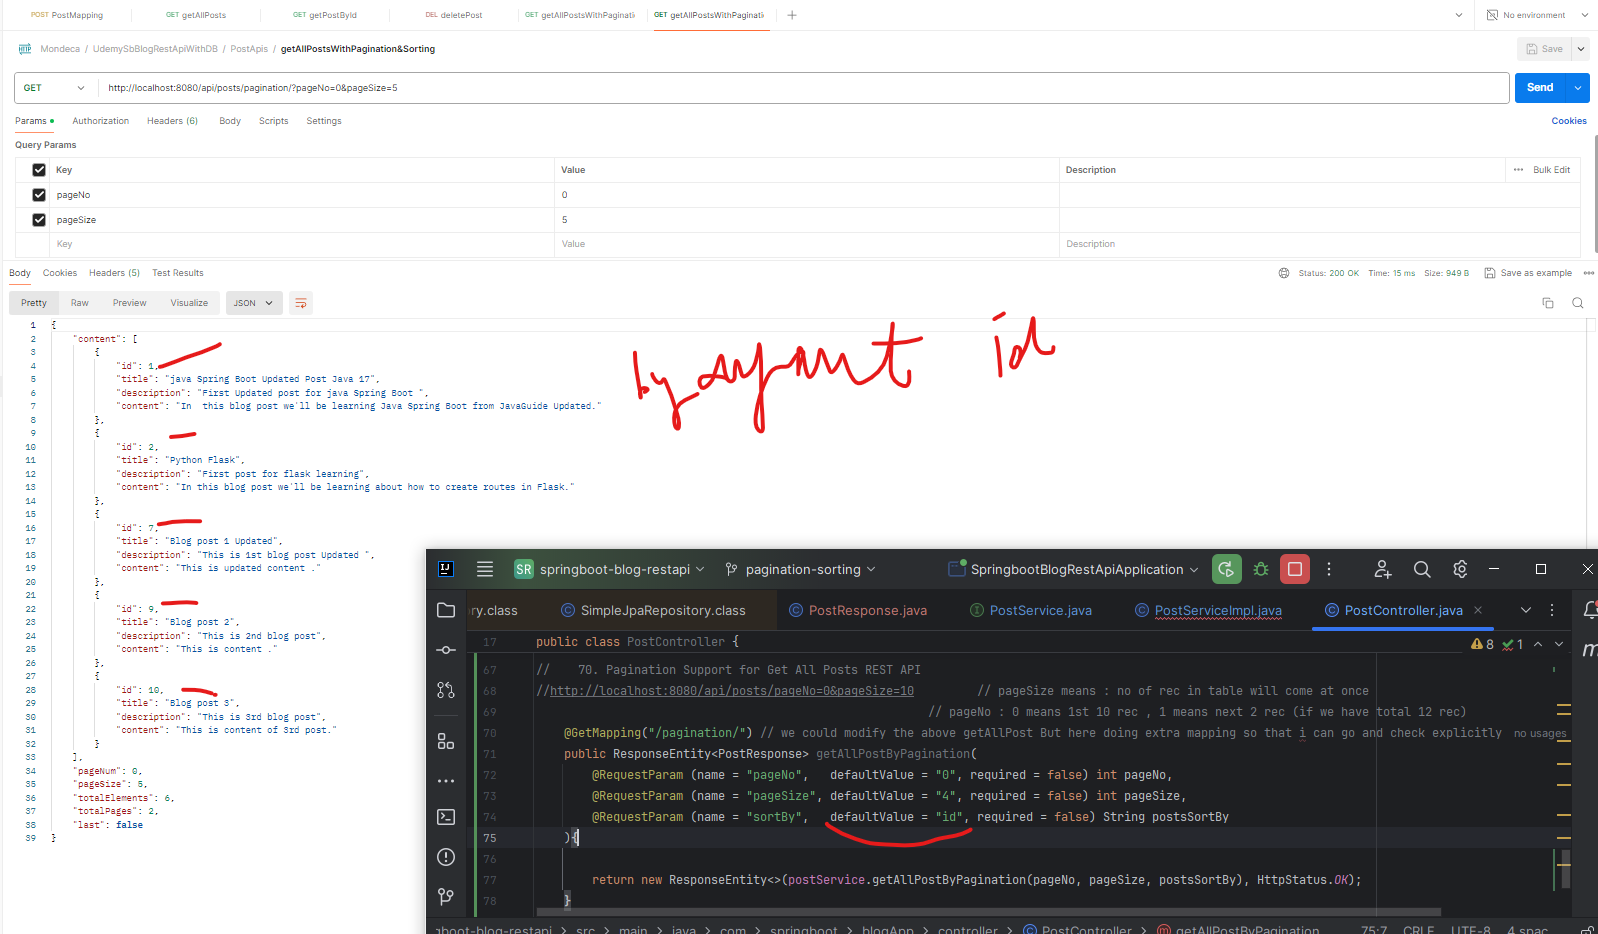 POST PostMapping
GET getAllPosts
GET getPostById
DEL deletePost
GET getAllPostsWithPaginati
GET getAllPostsWithPaginati
No environment
HTTP Mondeca / UdemySbBlogRestApiWithDB / PostApis / getAllPostsWithPagination&Sorting
Save
GET http://localhost:8080/api/posts/pagination/?pageNo=0&pageSize=5
Send
Params Authorization Headers (6) Body Scripts Settings
Cookies
Query Params
Key Value Description Bulk Edit
pageNo 0
pageSize 5
Key Value Description
Body Cookies Headers (5) Test Results
Status: 200 OK Time: 15 ms Size: 949 B Save as example
Pretty Raw Preview Visualize JSON
1 {
2 "content": [
3 {
4 "id": 1,
5 "title": "java Spring Boot Updated Post Java 17",
6 "description": "First Updated post for java Spring Boot ",
7 "content": "In  this blog post we'll be learning Java Spring Boot from JavaGuide Updated."
8 },
9 {
10 "id": 2,
11 "title": "Python Flask",
12 "description": "First post for flask learning",
13 "content": "In this blog post we'll be learning about how to create routes in Flask."
14 },
15 {
16 "id": 7,
17 "title": "Blog post 1 Updated",
18 "description": "This is 1st blog post Updated ",
19 "content": "This is updated content ."
20 },
21 {
22 "id": 9,
23 "title": "Blog post 2",
24 "description": "This is 2nd blog post",
25 "content": "This is content ."
26 },
27 {
28 "id": 10,
29 "title": "Blog post 3",
30 "description": "This is 3rd blog post",
31 "content": "This is content of 3rd post."
32 }
33 ],
34 "pageNum": 0,
35 "pageSize": 5,
36 "totalElements": 6,
37 "totalPages": 2,
38 "last": false
39 }
id
IJ
SR springboot-blog-restapi
pagination-sorting
SpringbootBlogRestApiApplication
ry.class
SimpleJpaRepository.class
PostResponse.java
PostService.java
PostServiceImpl.java
PostController.java
17 public class PostController {
8 1
67 // 70. Pagination Support for Get All Posts REST API
68 //http://localhost:8080/api/posts/pageNo=0&pageSize=10 // pageSize means : no of rec in table will come at once
69 // pageNo : 0 means 1st 10 rec , 1 means next 2 rec (if we have total 12 rec)
70 @GetMapping("/pagination/") // we could modify the above getAllPost But here doing extra mapping so that i can go and check explicitly no usages
71 public ResponseEntity<PostResponse> getAllPostByPagination(
72 @RequestParam (name = "pageNo", defaultValue = "0", required = false) int pageNo,
73 @RequestParam (name = "pageSize", defaultValue = "4", required = false) int pageSize,
74 @RequestParam (name = "sortBy", defaultValue = "id", required = false) String postsSortBy
75 ){
76
77 return new ResponseEntity<>(postService.getAllPostByPagination(pageNo, pageSize, postsSortBy), HttpStatus.OK);
78 }
gboot-blog-restapi > src > main > java > com > springboot > blogApp > controller > PostController > getAllPostByPagination
75:7 CRLF UTF-8 4 spac